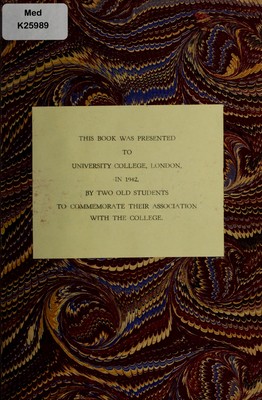 Med
K25989
THIS BOOK WAS PRESENTED
TO
UNIVERSITY COLLEGE, LONDON,
IN 1942,
BY TWO OLD STUDENTS
TO COMMEMORATE THEIR ASSOCIATION
WITH THE COLLEGE.